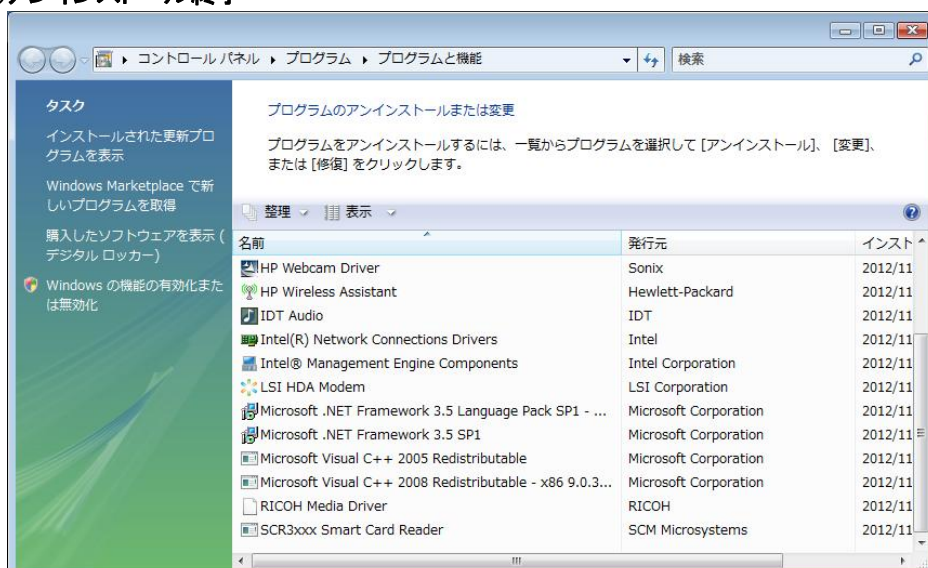 アンインストール終了
コントロール パネル ▸ プログラム ▸ プログラムと機能
検索
タスク
インストールされた更新プロ
グラムを表示
Windows Marketplace で新
しいプログラムを取得
購入したソフトウェアを表示 (
デジタル ロッカー)
Windows の機能の有効化また
は無効化
プログラムのアンインストールまたは変更
プログラムをアンインストールするには、一覧からプログラムを選択して [アンインストール]、 [変更]、
または [修復] をクリックします。
整理 表示
名前 発行元 インスト
HP Webcam Driver Sonix 2012/11
HP Wireless Assistant Hewlett-Packard 2012/11
IDT Audio IDT 2012/11
Intel(R) Network Connections Drivers Intel 2012/11
Intel® Management Engine Components Intel Corporation 2012/11
LSI HDA Modem LSI Corporation 2012/11
Microsoft .NET Framework 3.5 Language Pack SP1 - ... Microsoft Corporation 2012/11
Microsoft .NET Framework 3.5 SP1 Microsoft Corporation 2012/11
Microsoft Visual C++ 2005 Redistributable Microsoft Corporation 2012/11
Microsoft Visual C++ 2008 Redistributable - x86 9.0.3... Microsoft Corporation 2012/11
RICOH Media Driver RICOH 2012/11
SCR3xxx Smart Card Reader SCM Microsystems 2012/11